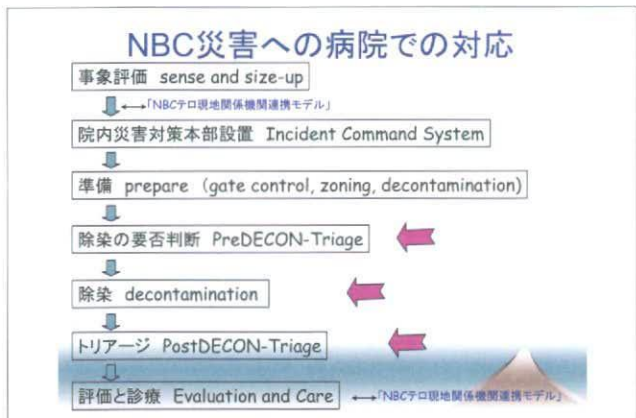 NBC災害への病院での対応
事象評価 sense and size-up
「NBCテロ現地関係機関連携モデル」
院内災害対策本部設置 Incident Command System
準備 prepare (gate control, zoning, decontamination)
除染の要否判断 PreDECON-Triage
除染 decontamination
トリアージ PostDECON-Triage
評価と診療 Evaluation and Care
「NBCテロ現地関係機関連携モデル」